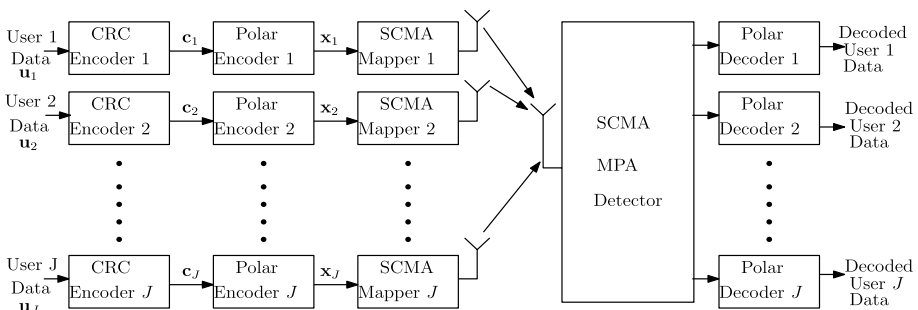 User 1
Data
u₁
CRC
Encoder 1
c₁
Polar
Encoder 1
x₁
SCMA
Mapper 1
Polar
Decoder 1
Decoded
User 1
Data
User 2
Data
u₂
CRC
Encoder 2
c₂
Polar
Encoder 2
x₂
SCMA
Mapper 2
SCMA
MPA
Detector
Polar
Decoder 2
Decoded
User 2
Data
User J
Data
u_J
CRC
Encoder J
c_J
Polar
Encoder J
x_J
SCMA
Mapper J
Polar
Decoder J
Decoded
User J
Data